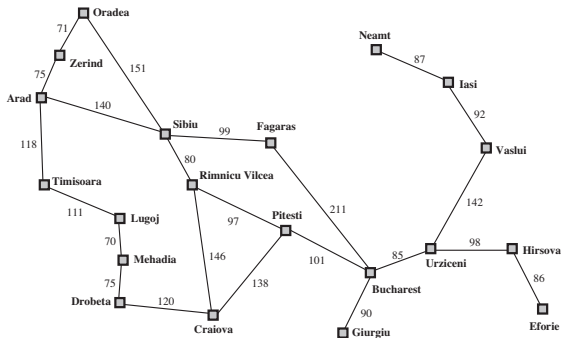 Oradea
71
Neamt
87
Zerind
151
75
Iasi
Arad
140
92
Sibiu
Fagaras
99
118
Vaslui
80
Timisoara
Rimnicu Vilcea
111
142
211
Lugoj
97
Pitesti
70
98
Hirsova
85
146
101
Urziceni
Mehadia
138
86
75
Bucharest
120
90
Drobeta
Eforie
Craiova
Giurgiu